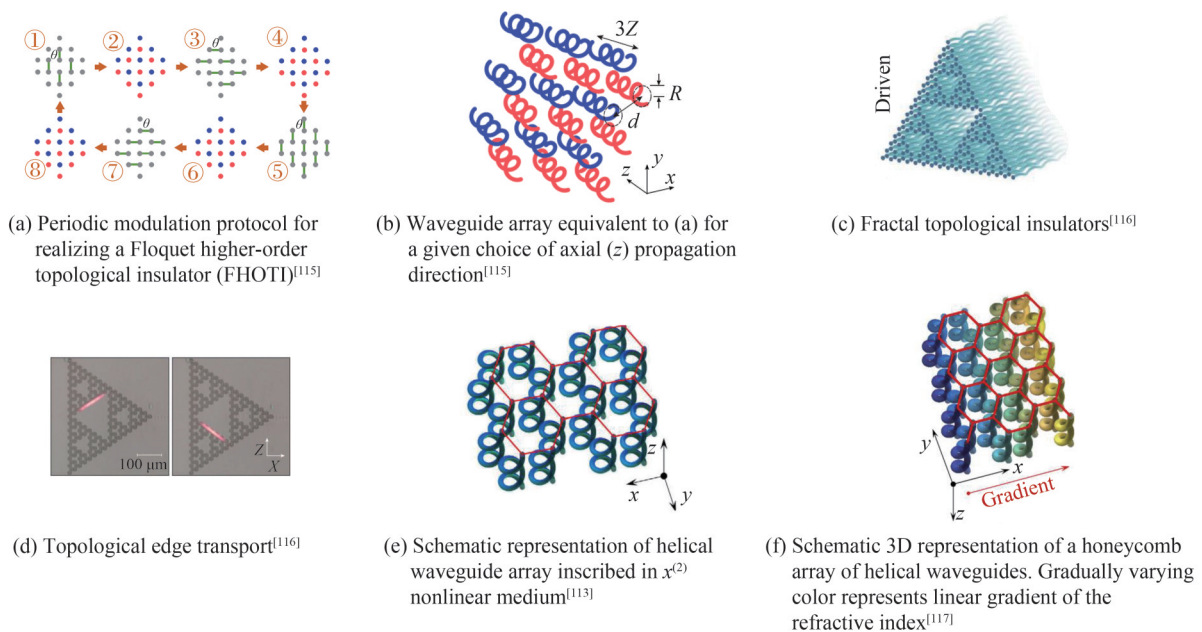 ① ② ③ ④
θ θ
⑧ ⑦ ⑥ ⑤
θ θ
3Z
R
d
y
z x
Driven
(a) Periodic modulation protocol for
realizing a Floquet higher-order
topological insulator (FHOTI)[115]
(b) Waveguide array equivalent to (a) for
a given choice of axial (z) propagation
direction[115]
(c) Fractal topological insulators[116]
100 μm
Z
X
z
x
y
y
x
Gradient
z
(d) Topological edge transport[116]
(e) Schematic representation of helical
waveguide array inscribed in x(2)
nonlinear medium[113]
(f) Schematic 3D representation of a honeycomb
array of helical waveguides. Gradually varying
color represents linear gradient of the
refractive index[117]